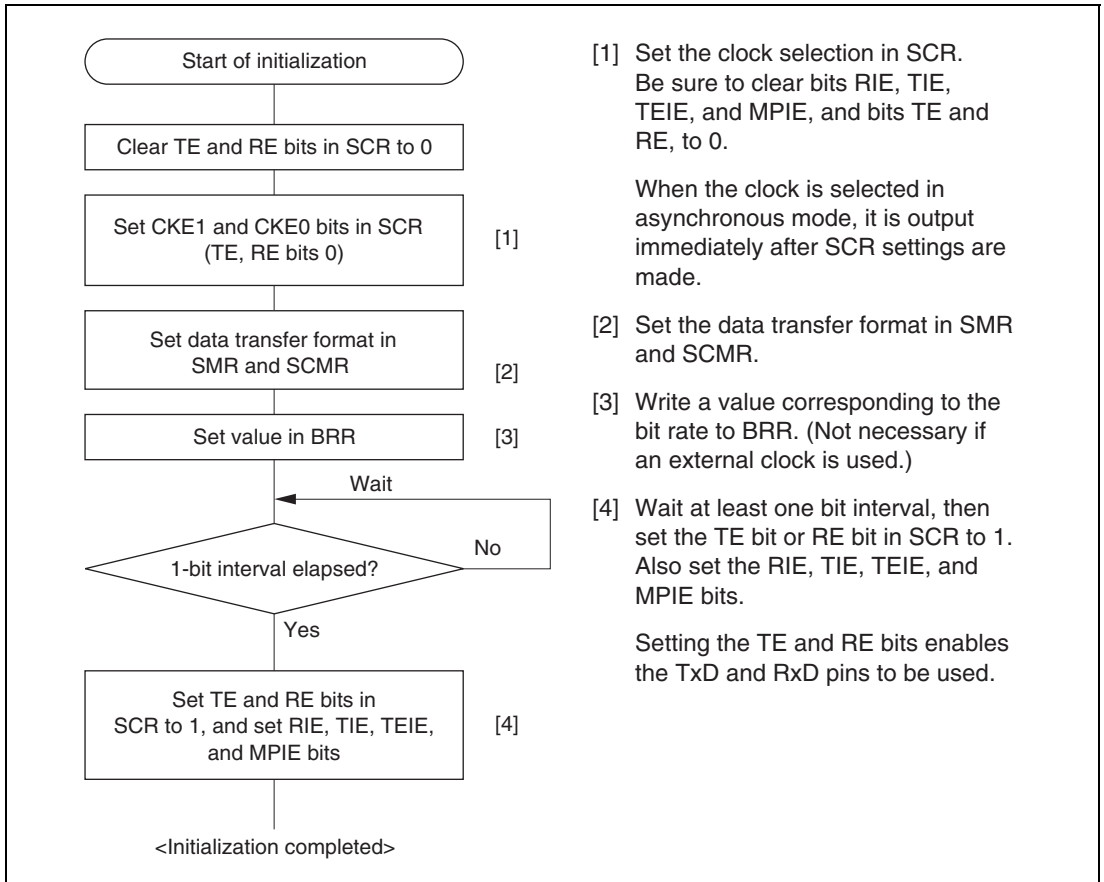 Start of initialization
Clear TE and RE bits in SCR to 0
Set CKE1 and CKE0 bits in SCR
(TE, RE bits 0)
[1]
Set data transfer format in
SMR and SCMR
[2]
Set value in BRR
[3]
Wait
1-bit interval elapsed?
No
Yes
Set TE and RE bits in
SCR to 1, and set RIE, TIE, TEIE,
and MPIE bits
[4]
<Initialization completed>
[1] Set the clock selection in SCR.
Be sure to clear bits RIE, TIE,
TEIE, and MPIE, and bits TE and
RE, to 0.
When the clock is selected in
asynchronous mode, it is output
immediately after SCR settings are
made.
[2] Set the data transfer format in SMR
and SCMR.
[3] Write a value corresponding to the
bit rate to BRR. (Not necessary if
an external clock is used.)
[4] Wait at least one bit interval, then
set the TE bit or RE bit in SCR to 1.
Also set the RIE, TIE, TEIE, and
MPIE bits.
Setting the TE and RE bits enables
the TxD and RxD pins to be used.